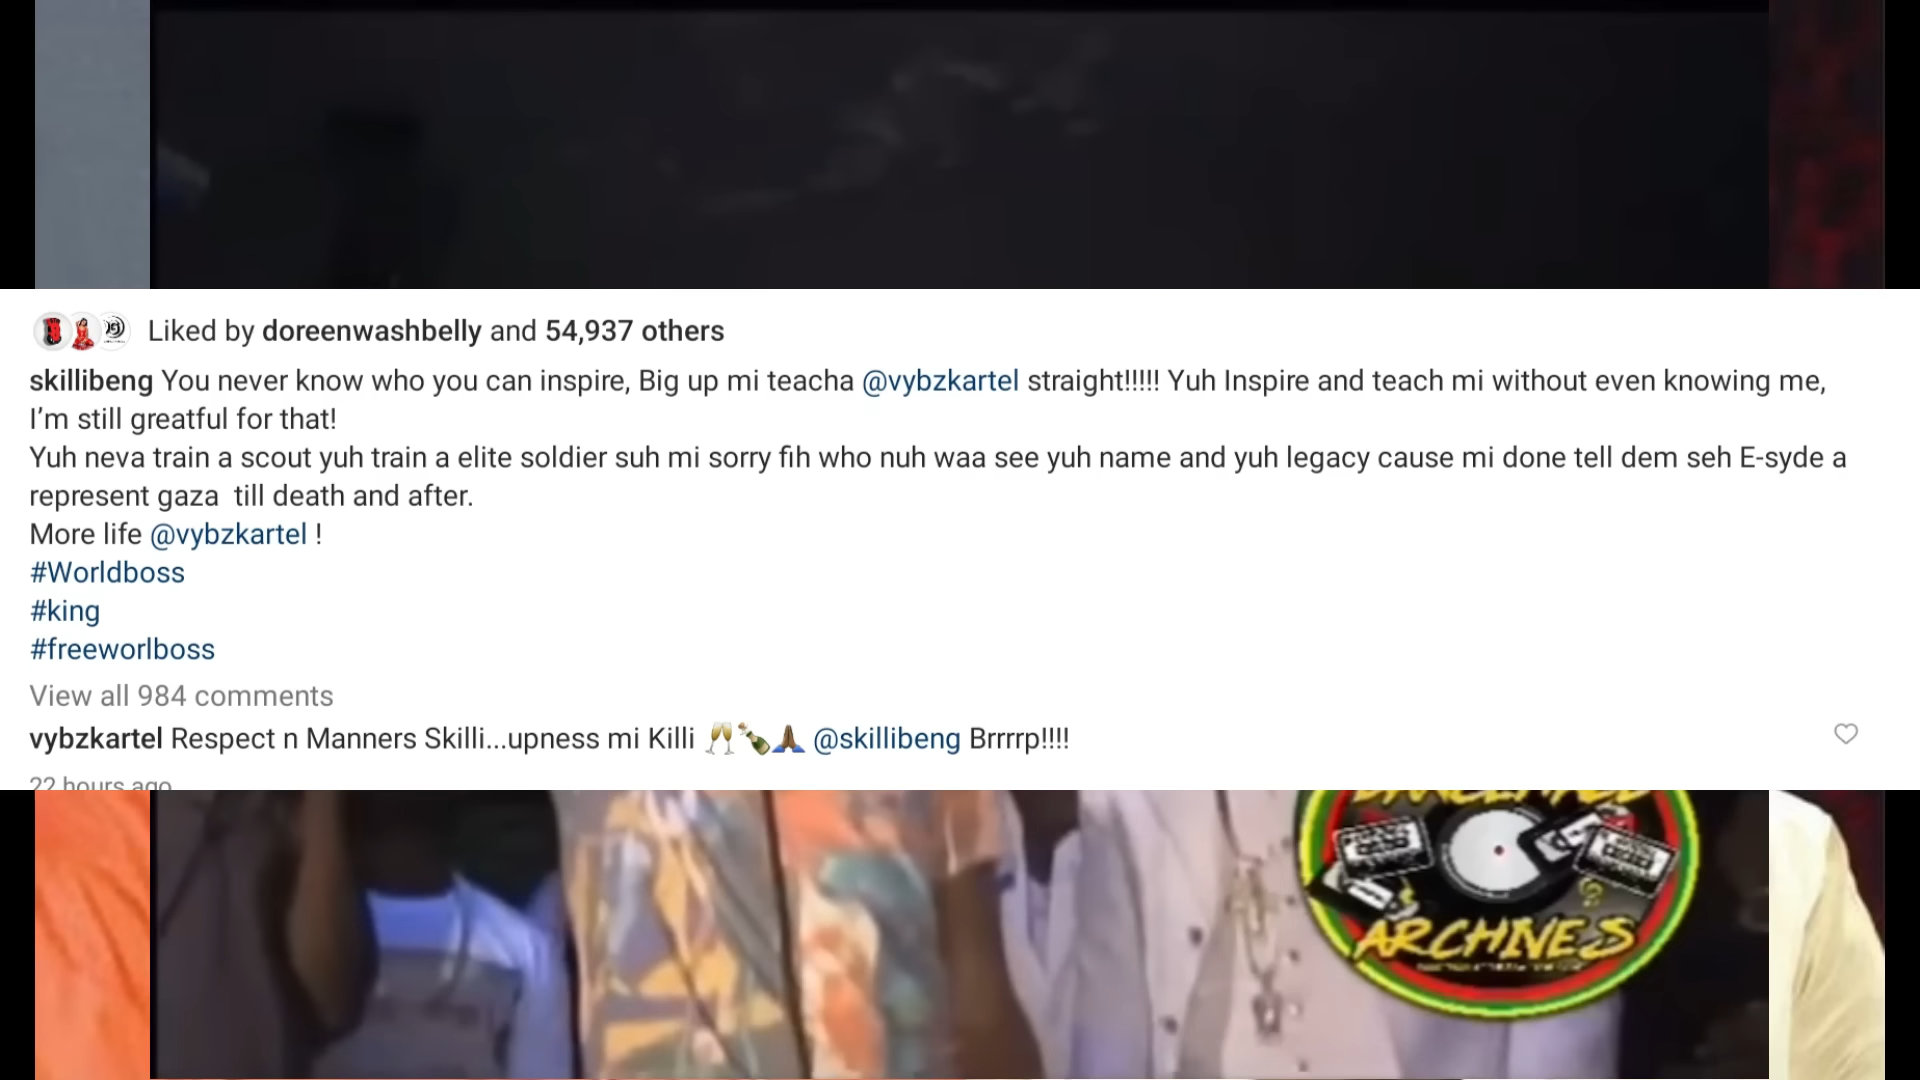 Liked by doreenwashbelly and 54,937 others
skillibeng You never know who you can inspire, Big up mi teacha @vybzkartel straight!!!!! Yuh Inspire and teach mi without even knowing me,
I’m still greatful for that!
Yuh neva train a scout yuh train a elite soldier suh mi sorry fih who nuh waa see yuh name and yuh legacy cause mi done tell dem seh E-syde a
represent gaza  till death and after.
More life @vybzkartel !
#Worldboss
#king
#freeworlboss
View all 984 comments
vybzkartel Respect n Manners Skilli...upness mi Killi 🥂🍾🙏🏾 @skillibeng Brrrrp!!!!
22 hours ago
ARCHIVES